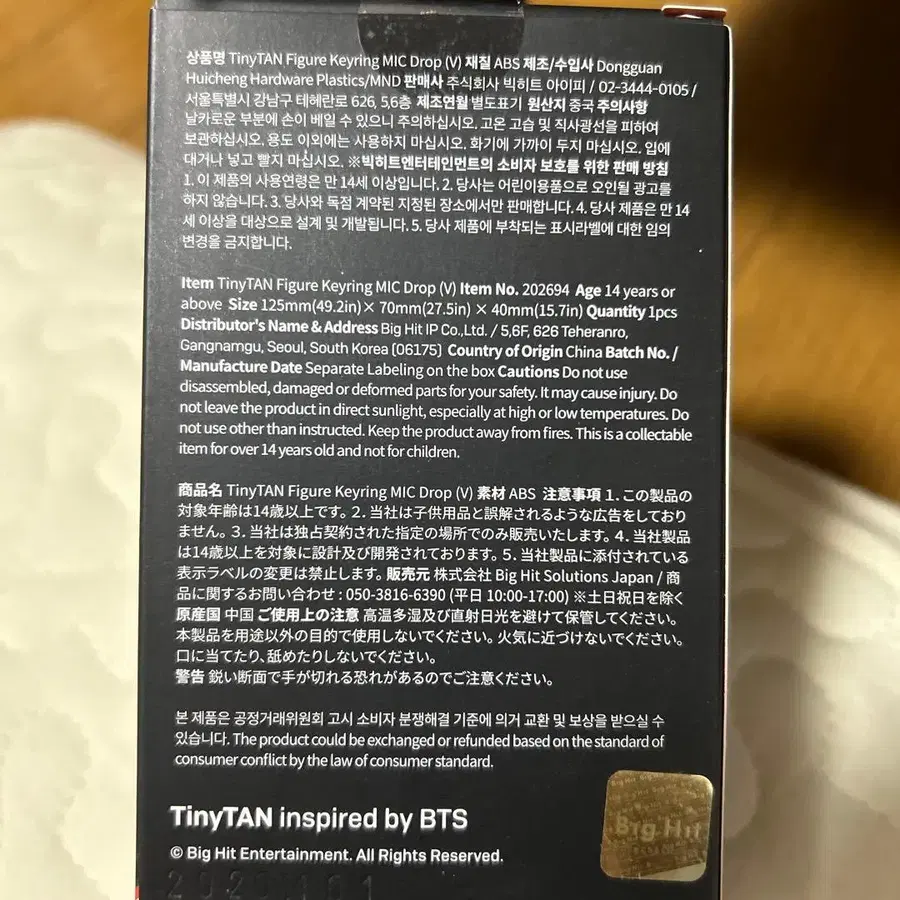 상품명 TinyTAN Figure Keyring MIC Drop (V) 재질 ABS 제조/수입사 Dongguan
Huicheng Hardware Plastics/MND 판매사 주식회사 빅히트 아이피 / 02-3444-0105 /
서울특별시 강남구 테헤란로 626, 5,6층 제조연월 별도표기 원산지 중국 주의사항
날카로운 부분에 손이 베일 수 있으니 주의하십시오. 고온 고습 및 직사광선을 피하여
보관하십시오. 용도 이외에는 사용하지 마십시오. 화기에 가까이 두지 마십시오. 입에
대거나 넣고 빨지 마십시오. ※빅히트엔터테인먼트의 소비자 보호를 위한 판매 방침
1. 이 제품의 사용연령은 만 14세 이상입니다. 2. 당사는 어린이용품으로 오인될 광고를
하지 않습니다. 3. 당사와 독점 계약된 지정된 장소에서만 판매합니다. 4. 당사 제품은 만 14
세 이상을 대상으로 설계 및 개발됩니다. 5. 당사 제품에 부착되는 표시라벨에 대한 임의
변경을 금지합니다.
Item TinyTAN Figure Keyring MIC Drop (V) Item No. 202694 Age 14 years or
above Size 125mm(49.2in)× 70mm(27.5in) × 40mm(15.7in) Quantity 1pcs
Distributor's Name & Address Big Hit IP Co.,Ltd. / 5,6F, 626 Teheranro,
Gangnamgu, Seoul, South Korea (06175) Country of Origin China Batch No. /
Manufacture Date Separate Labeling on the box Cautions Do not use
disassembled, damaged or deformed parts for your safety. It may cause injury. Do
not leave the product in direct sunlight, especially at high or low temperatures. Do
not use other than instructed. Keep the product away from fires. This is a collectable
item for over 14 years old and not for children.
商品名 TinyTAN Figure Keyring MIC Drop (V) 素材 ABS 注意事項 1. この製品の
対象年齢は14歳以上です。2. 当社は子供用品と誤解されるような広告をしており
ません。3. 当社は独占契約された指定の場所でのみ販売いたします。4. 当社製品
は14歳以上を対象に設計及び開発されております。5. 当社製品に添付されている
表示ラベルの変更は禁止します。販売元 株式会社 Big Hit Solutions Japan / 商
品に関するお問い合わせ : 050-3816-6390 (平日 10:00-17:00) ※土日祝日を除く
原産国 中国 ご使用上の注意 高温多湿及び直射日光を避けて保管してください。
本製品を用途以外の目的で使用しないでください。火気に近づけないでください。
口に当てたり、舐めたりしないでください。
警告 鋭い断面で手が切れる恐れがあるのでご注意ください。
본 제품은 공정거래위원회 고시 소비자 분쟁해결 기준에 의거 교환 및 보상을 받으실 수
있습니다. The product could be exchanged or refunded based on the standard of
consumer conflict by the law of consumer standard.
TinyTAN inspired by BTS
© Big Hit Entertainment. All Rights Reserved.
Big Hit